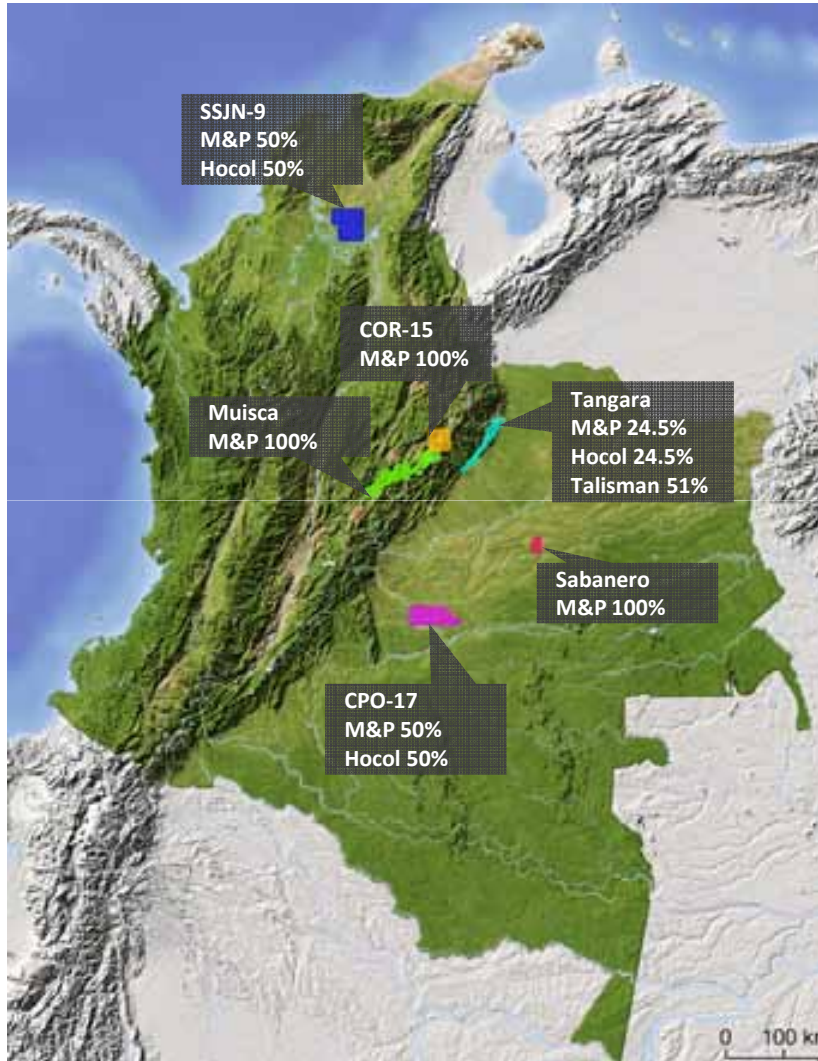 SSJN-9
M&P 50%
Hocol 50%
COR-15
M&P 100%
Muisca
M&P 100%
Tangara
M&P 24.5%
Hocol 24.5%
Talisman 51%
Sabanero
M&P 100%
CPO-17
M&P 50%
Hocol 50%
0 100 km